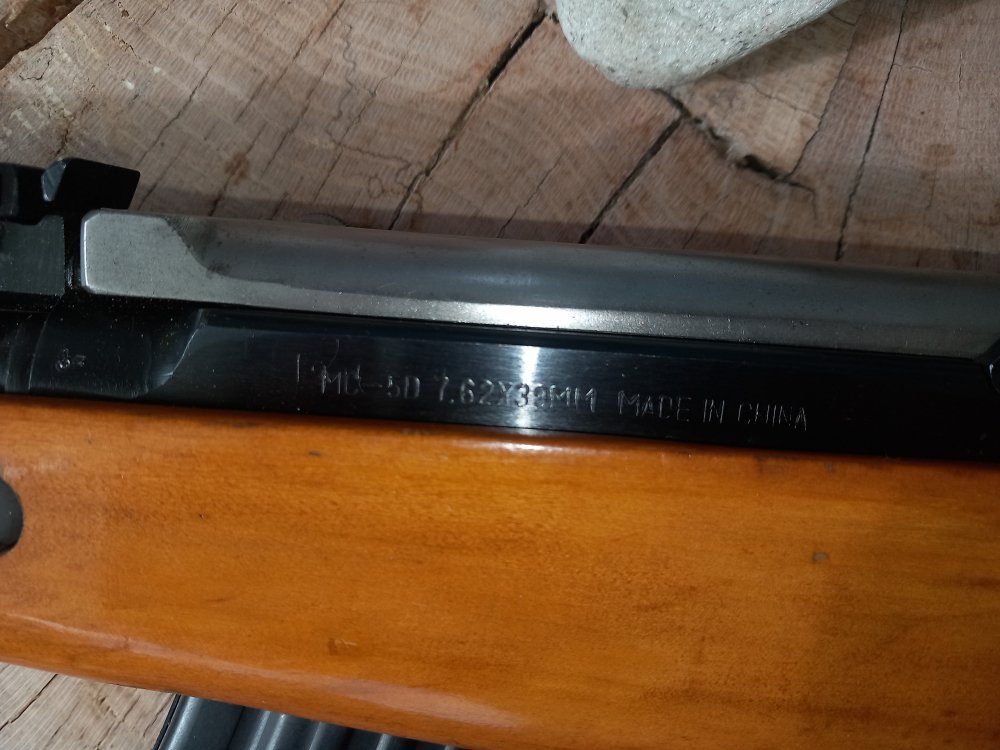 MC-5D 7.62X39MM MADE IN CHINA